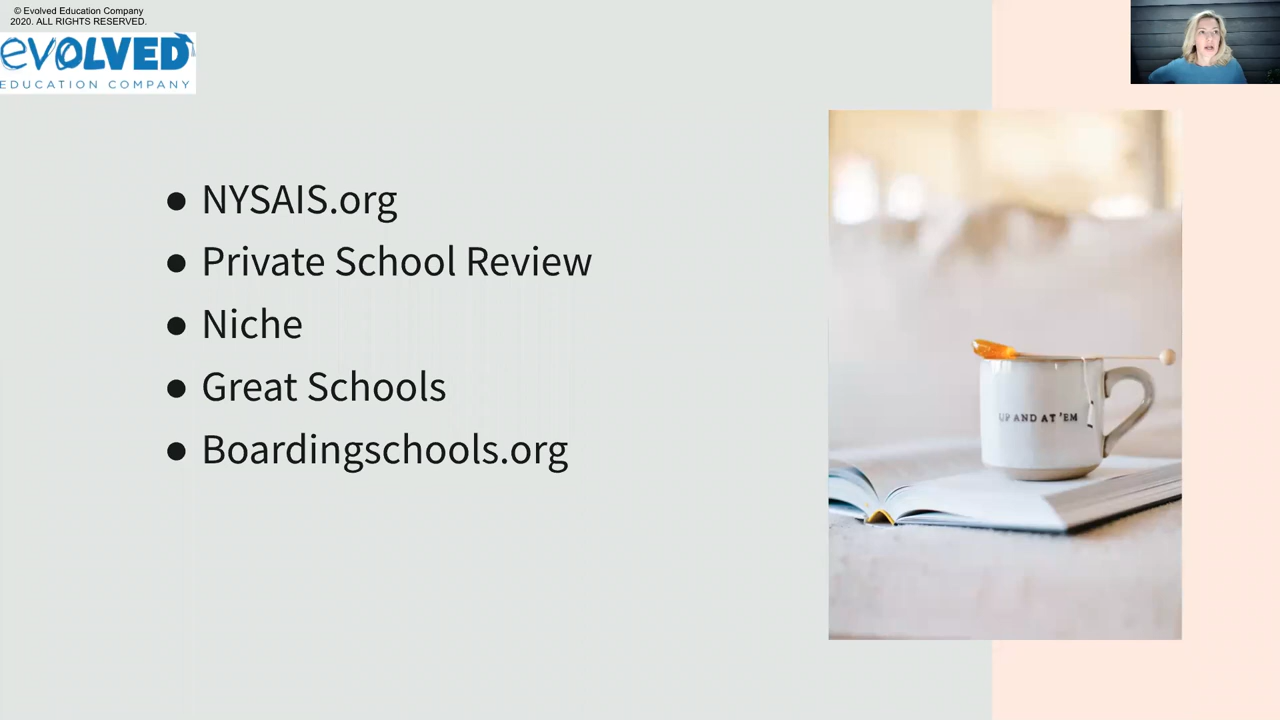 © Evolved Education Company
2020. ALL RIGHTS RESERVED.
evOLVED
EDUCATION COMPANY
● NYSAIS.org
● Private School Review
● Niche
● Great Schools
● Boardingschools.org
UP AND AT 'EM